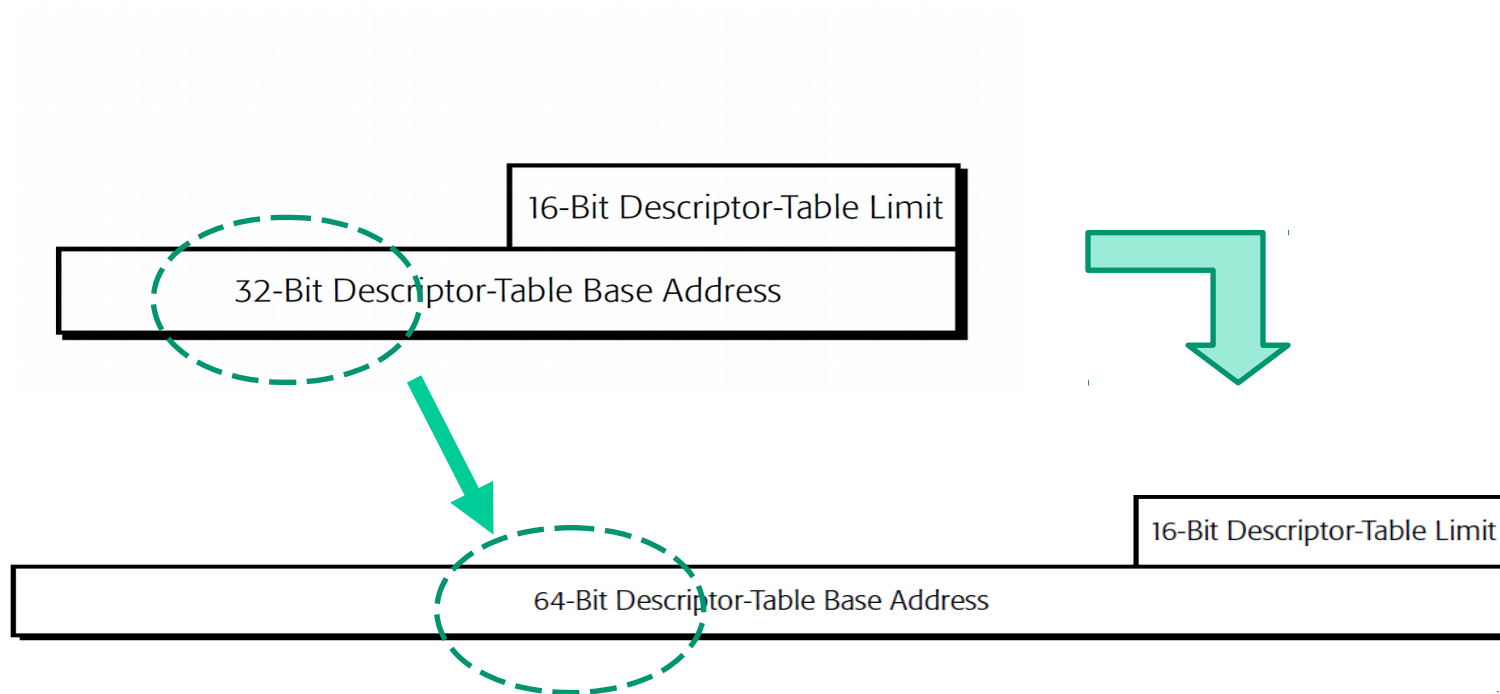 16-Bit Descriptor-Table Limit
32-Bit Descriptor-Table Base Address
16-Bit Descriptor-Table Limit
64-Bit Descriptor-Table Base Address